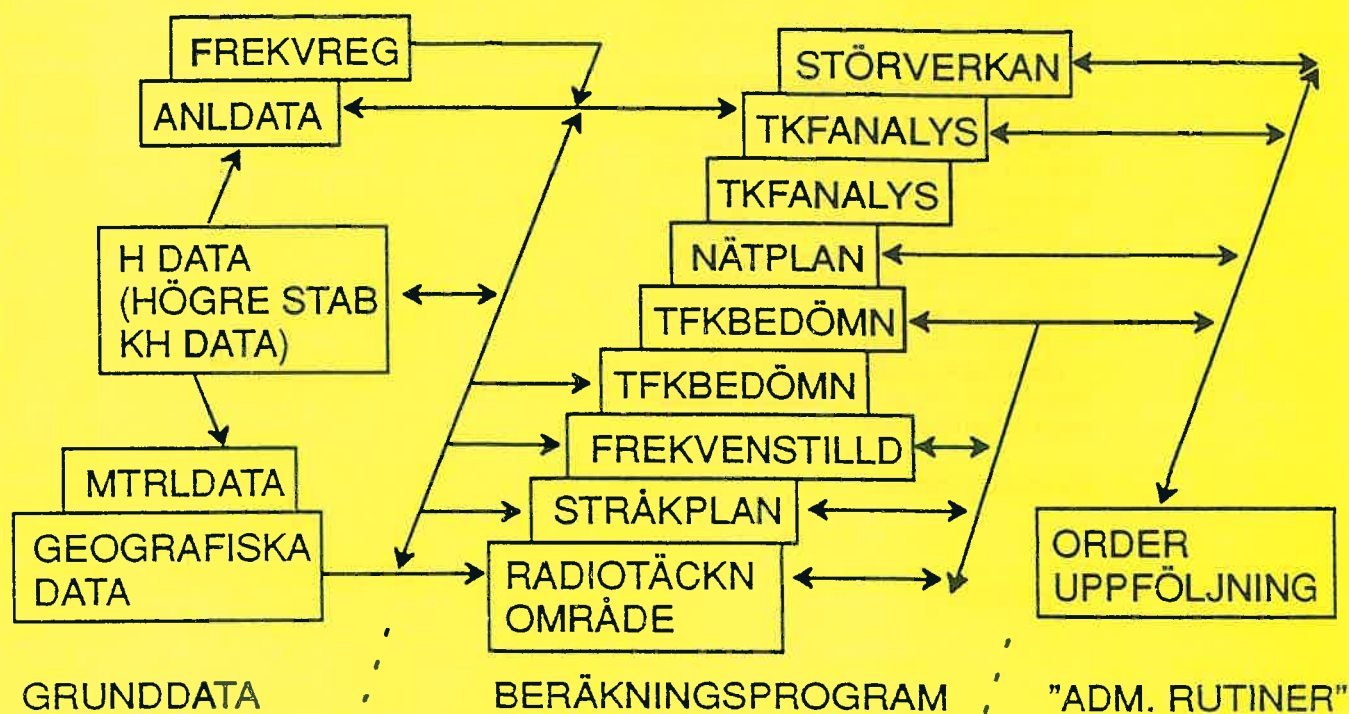 FREKVREG
ANLDATA
H DATA
(HÖGRE STAB
KH DATA)
MTRLDATA
GEOGRAFISKA
DATA
STÖRVERKAN
TKFANALYS
TKFANALYS
NÄTPLAN
TFKBEDÖMN
TFKBEDÖMN
FREKVENSTILLD
STRÅKPLAN
RADIOTÄCKN
OMRÅDE
ORDER
UPPFÖLJNING
GRUNDDATA
BERÄKNINGSPROGRAM
"ADM. RUTINER"